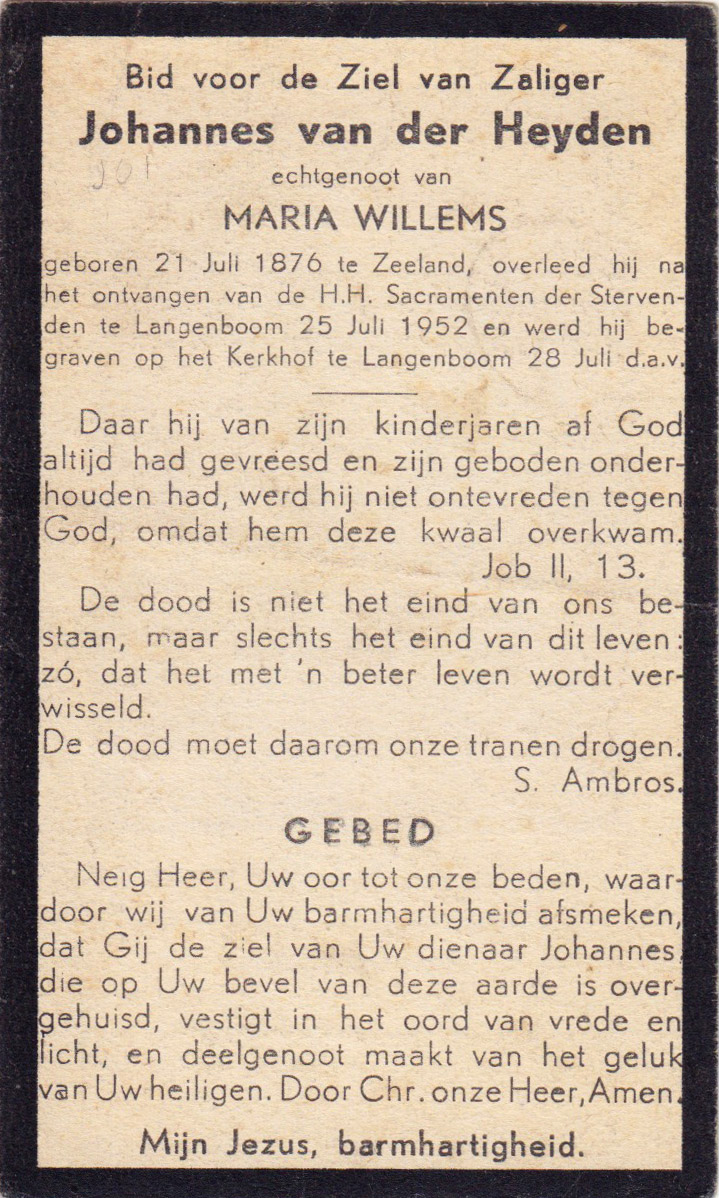 Bid voor de Ziel van Zaliger
Johannes van der Heyden
echtgenoot van
MARIA WILLEMS
geboren 21 Juli 1876 te Zeeland, overleed hij na
het ontvangen van de H.H. Sacramenten der Sterven-
den te Langenboom 25 Juli 1952 en werd hij be-
graven op het Kerkhof te Langenboom 28 Juli d.a.v.
Daar hij van zijn kinderjaren af God
altijd had gevreesd en zijn geboden onder-
houden had, werd hij niet ontevreden tegen
God, omdat hem deze kwaal overkwam.
Job II, 13.
De dood is niet het eind van ons be-
staan, maar slechts het eind van dit leven:
zó, dat het met 'n beter leven wordt ver-
wisseld.
De dood moet daarom onze tranen drogen.
S. Ambros.
GEBED
Neig Heer, Uw oor tot onze beden, waar-
door wij van Uw barmhartigheid afsmeken,
dat Gij de ziel van Uw dienaar Johannes,
die op Uw bevel van deze aarde is over-
gehuisd, vestigt in het oord van vrede en
licht, en deelgenoot maakt van het geluk
van Uw heiligen. Door Chr. onze Heer, Amen.
Mijn Jezus, barmhartigheid.